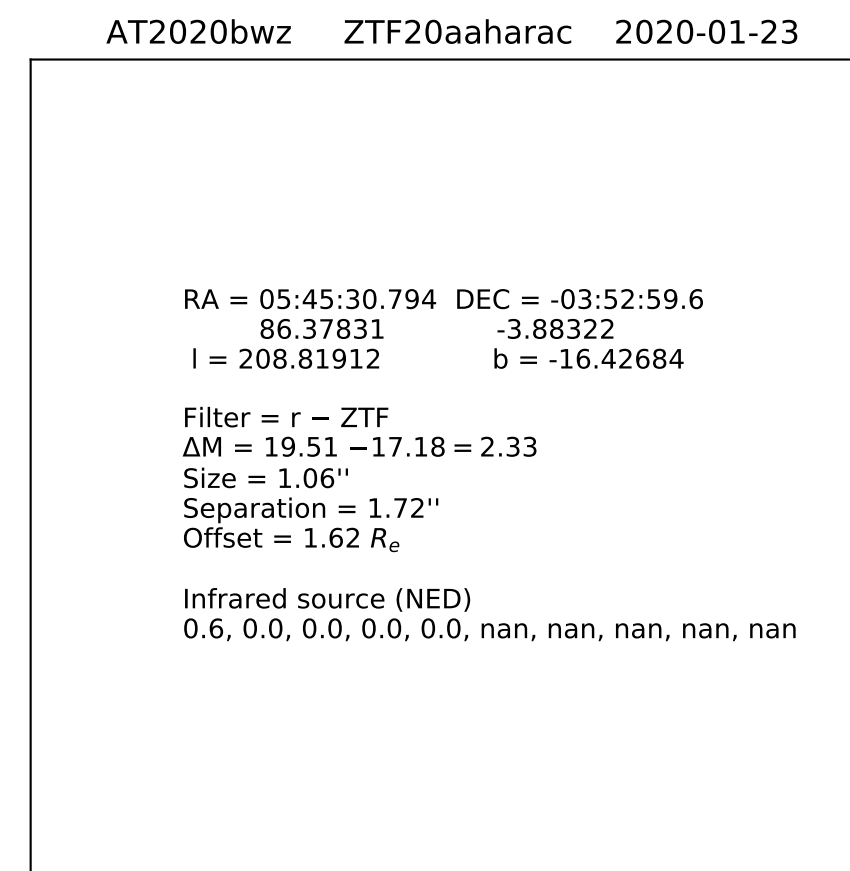 AT2020bwz ZTF20aaharac 2020-01-23
RA = 05:45:30.794 DEC = -03:52:59.6
86.37831 -3.88322
l = 208.81912 b = -16.42684
Filter = r − ZTF
ΔM = 19.51 −17.18 = 2.33
Size = 1.06''
Separation = 1.72''
Offset = 1.62 Re
Infrared source (NED)
0.6, 0.0, 0.0, 0.0, 0.0, nan, nan, nan, nan, nan